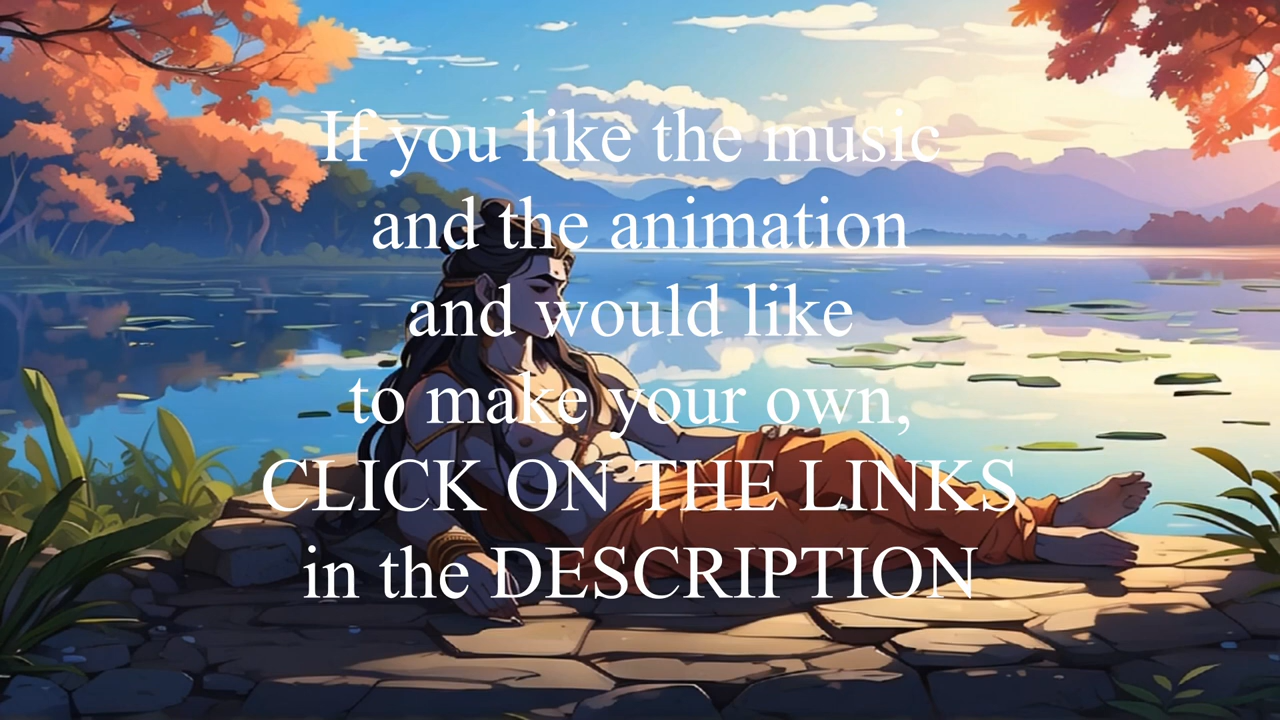 If you like the music
and the animation
and would like
to make your own,
CLICK ON THE LINKS
in the DESCRIPTION